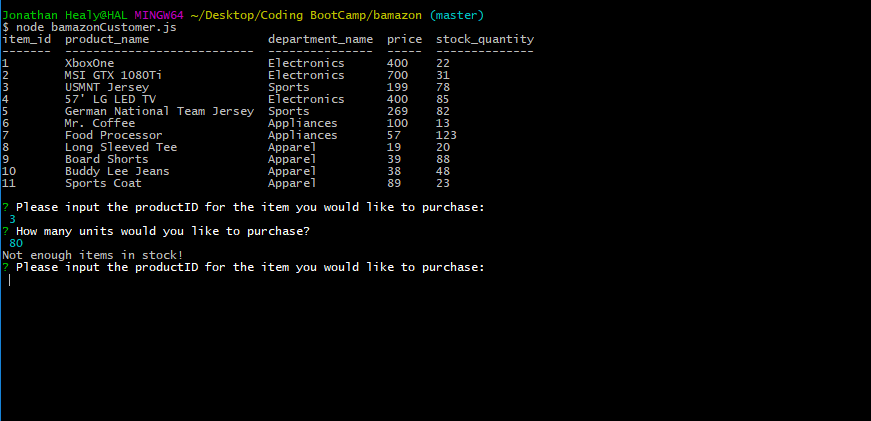 Jonathan Healy@HAL MINGW64 ~/Desktop/Coding BootCamp/bamazon (master)
$ node bamazonCustomer.js
item_id  product_name                 department_name  price  stock_quantity
-------  ---------------------------  ---------------  -----  --------------
1        XboxOne                      Electronics      400    22
2        MSI GTX 1080Ti               Electronics      700    31
3        USMNT Jersey                 Sports           199    78
4        57' LG LED TV                Electronics      400    85
5        German National Team Jersey  Sports           269    82
6        Mr. Coffee                   Appliances       100    13
7        Food Processor               Appliances       57     123
8        Long Sleeved Tee             Apparel          19     20
9        Board Shorts                 Apparel          39     88
10       Buddy Lee Jeans              Apparel          38     48
11       Sports Coat                  Apparel          89     23
? Please input the productID for the item you would like to purchase:
3
? How many units would you like to purchase?
80
Not enough items in stock!
? Please input the productID for the item you would like to purchase: